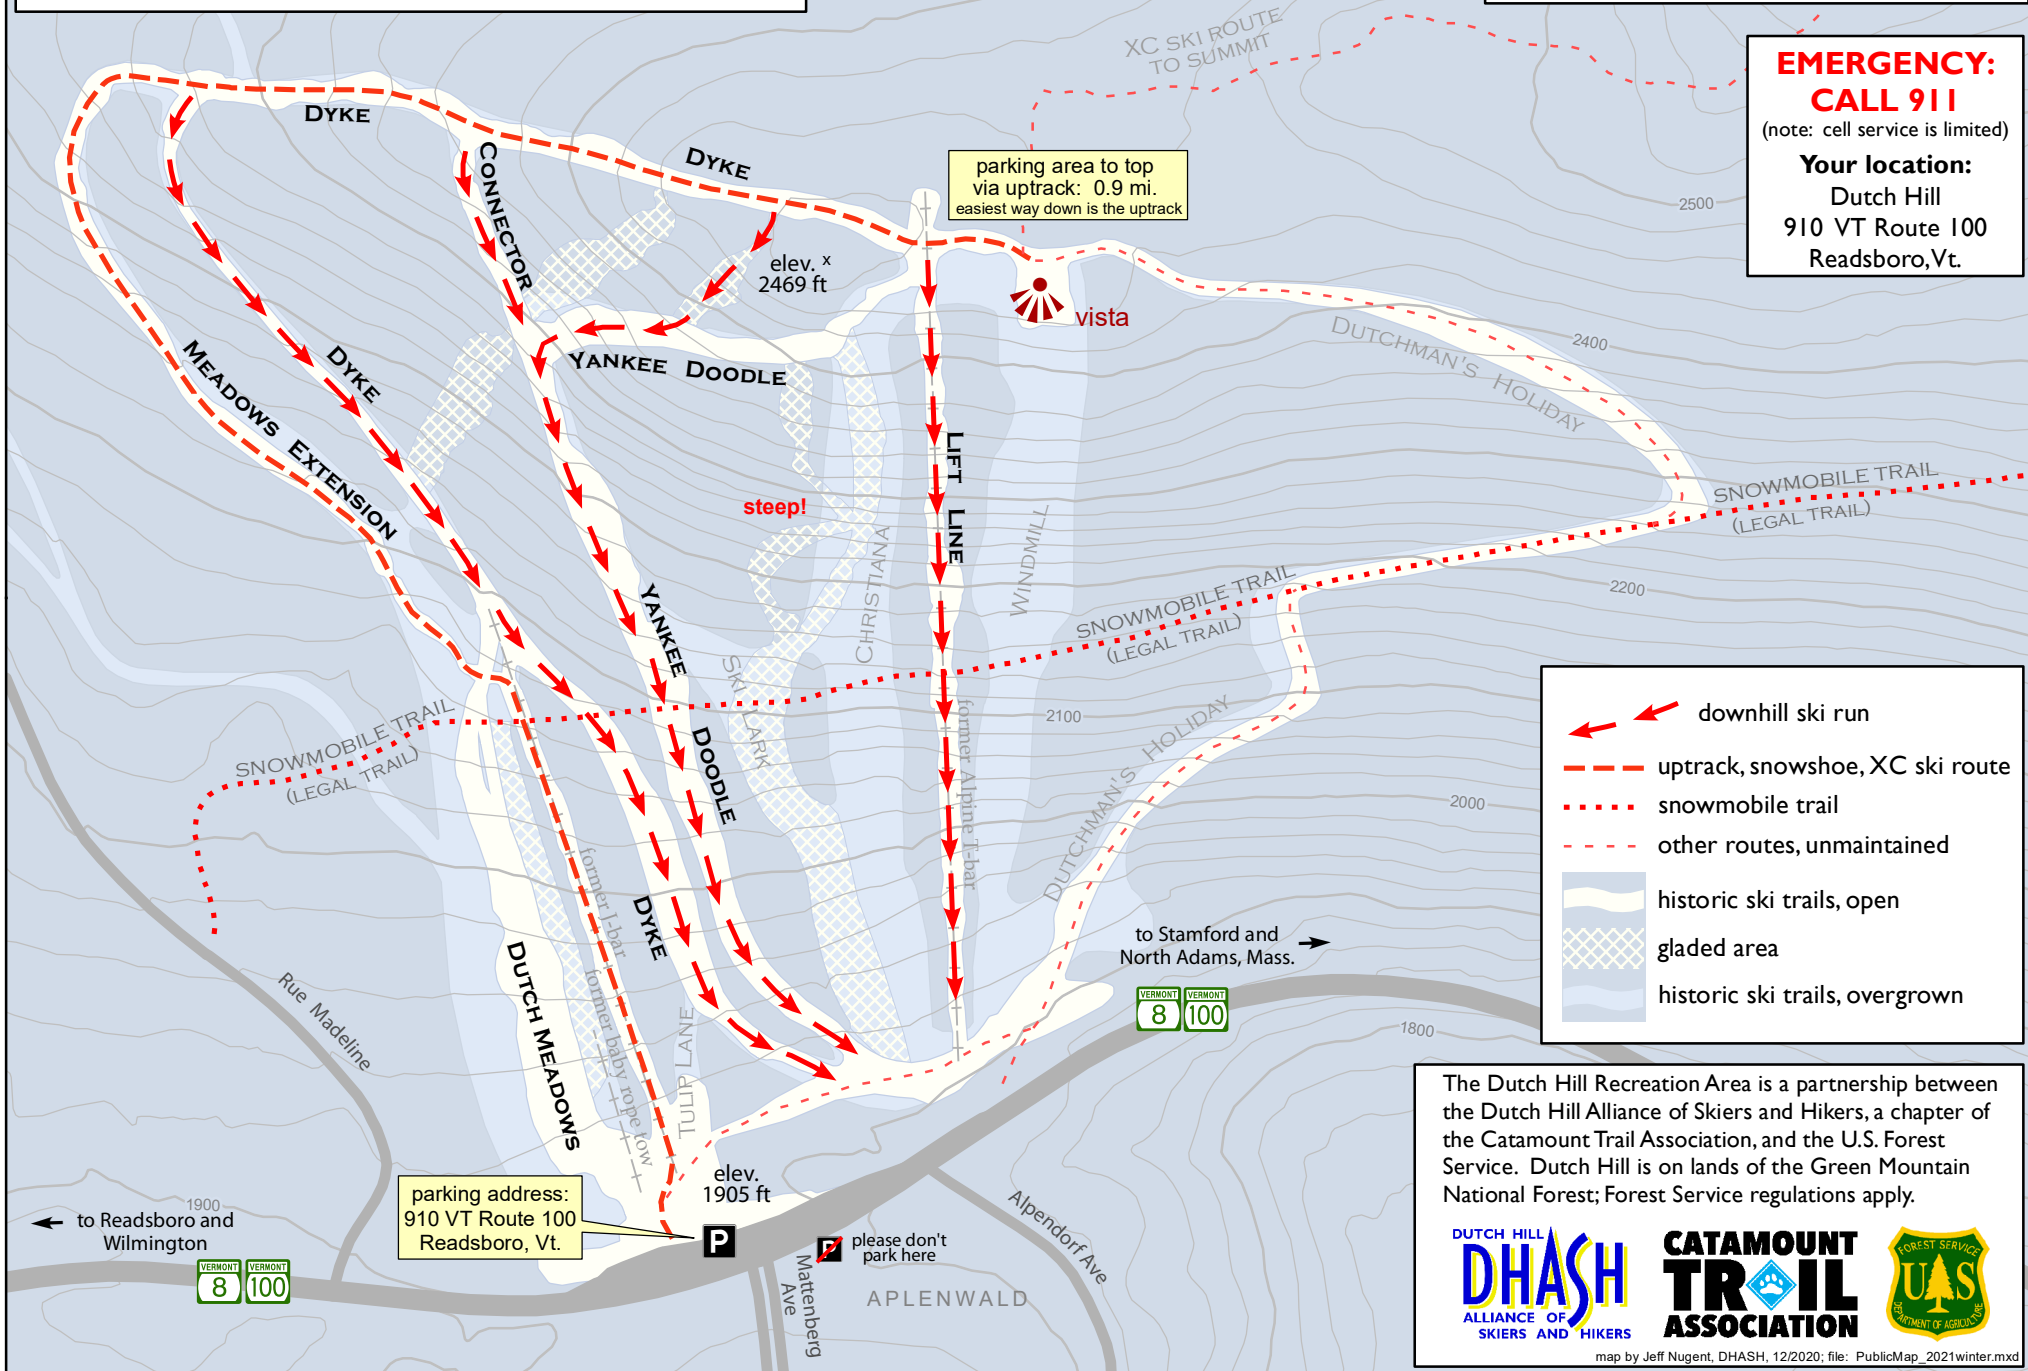 XC SKI ROUTE
TO SUMMIT
EMERGENCY:
CALL 911
(note: cell service is limited)
Your location:
Dutch Hill
910 VT Route 100
Readsboro,Vt.
DYKE
CONNECTOR
DYKE
parking area to top
via uptrack: 0.9 mi.
easiest way down is the uptrack
2500
elev. x
2469 ft
vista
YANKEE DOODLE
DUTCHMAN'S HOLIDAY
2400
MEADOWS EXTENSION
DYKE
LIFT LINE
steep!
CHRISTIANA
WINDMILL
SNOWMOBILE TRAIL
(LEGAL TRAIL)
SNOWMOBILE TRAIL
(LEGAL TRAIL)
2200
YANKEE DOODLE
SKI LARK
2100
former Alpine T-bar
DUTCHMAN'S HOLIDAY
SNOWMOBILE TRAIL
(LEGAL TRAIL)
2000
downhill ski run
uptrack, snowshoe, XC ski route
snowmobile trail
other routes, unmaintained
historic ski trails, open
gladed area
historic ski trails, overgrown
former J-bar
DYKE
DUTCH MEADOWS
former baby rope tow
TULIP LANE
Rue Madeline
to Stamford and
North Adams, Mass.
VERMONT
8
VERMONT
100
1800
elev.
1905 ft
parking address:
910 VT Route 100
Readsboro, Vt.
P
P
please don't
park here
Mattenberg
Ave
Alpendorf Ave
APLENWALD
1900
to Readsboro and
Wilmington
VERMONT
8
VERMONT
100
The Dutch Hill Recreation Area is a partnership between
the Dutch Hill Alliance of Skiers and Hikers, a chapter of
the Catamount Trail Association, and the U.S. Forest
Service. Dutch Hill is on lands of the Green Mountain
National Forest; Forest Service regulations apply.
DUTCH HILL
DHASH
ALLIANCE OF
SKIERS AND HIKERS
CATAMOUNT
TRAIL
ASSOCIATION
FOREST SERVICE
US
DEPARTMENT OF AGRICULTURE
map by Jeff Nugent, DHASH, 12/2020; file: PublicMap_2021winter.mxd